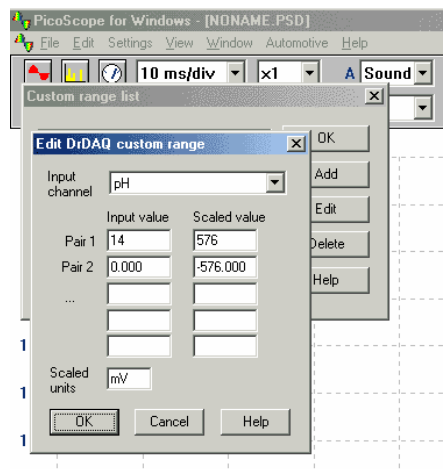 PicoScope for Windows - [NONAME.PSD]
File Edit Settings View Window Automotive Help
10 ms/div x1 A Sound
Custom range list
OK
Add
Edit
Delete
Help
Edit DrDAQ custom range
Input channel pH
Input value Scaled value
Pair 1 14 576
Pair 2 0.000 -576.000
...
Scaled units mV
OK Cancel Help
1
1
1